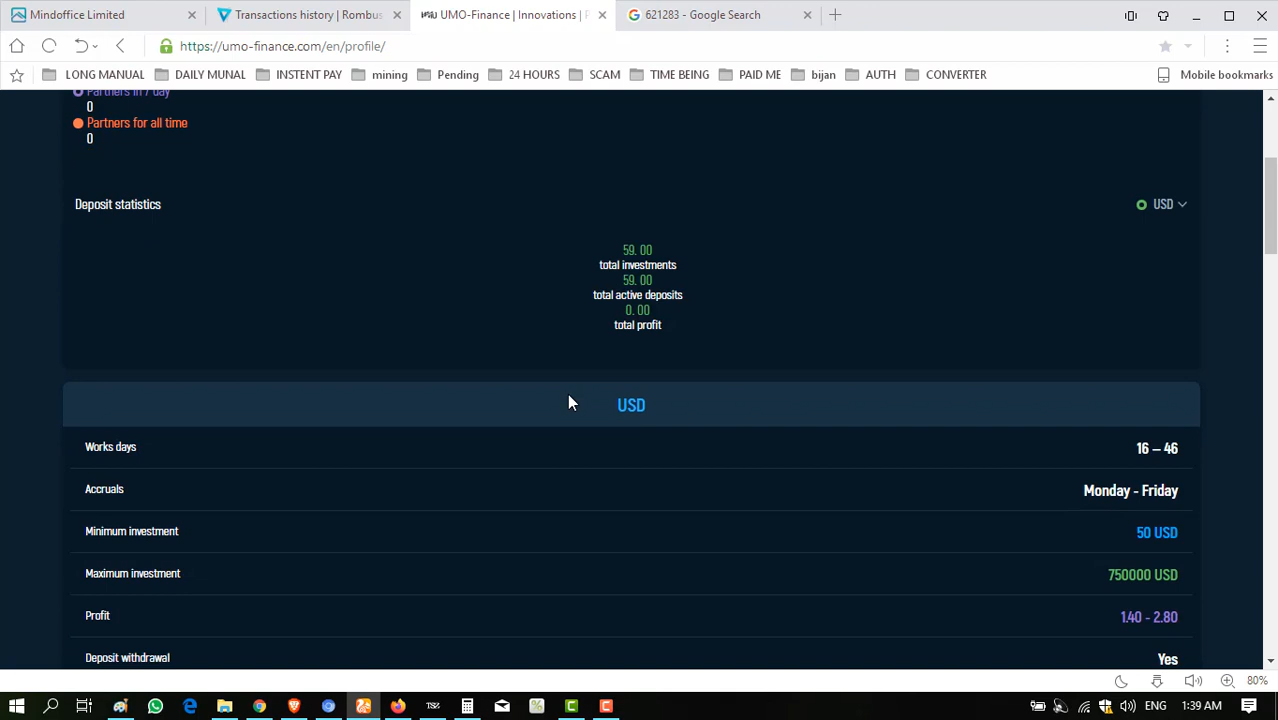 Mindoffice Limited
Transactions history | Rombus
UMO-Finance | Innovations |
621283 - Google Search
https://umo-finance.com/en/profile/
LONG MANUAL
DAILY MUNAL
INSTENT PAY
mining
Pending
24 HOURS
SCAM
TIME BEING
PAID ME
bijan
AUTH
CONVERTER
Mobile bookmarks
Partners in 7 day
0
Partners for all time
0
Deposit statistics
USD
59. 00
total investments
59. 00
total active deposits
0. 00
total profit
USD
Works days 16 – 46
Accruals Monday - Friday
Minimum investment 50 USD
Maximum investment 750000 USD
Profit 1.40 - 2.80
Deposit withdrawal Yes
80%
ENG 1:39 AM